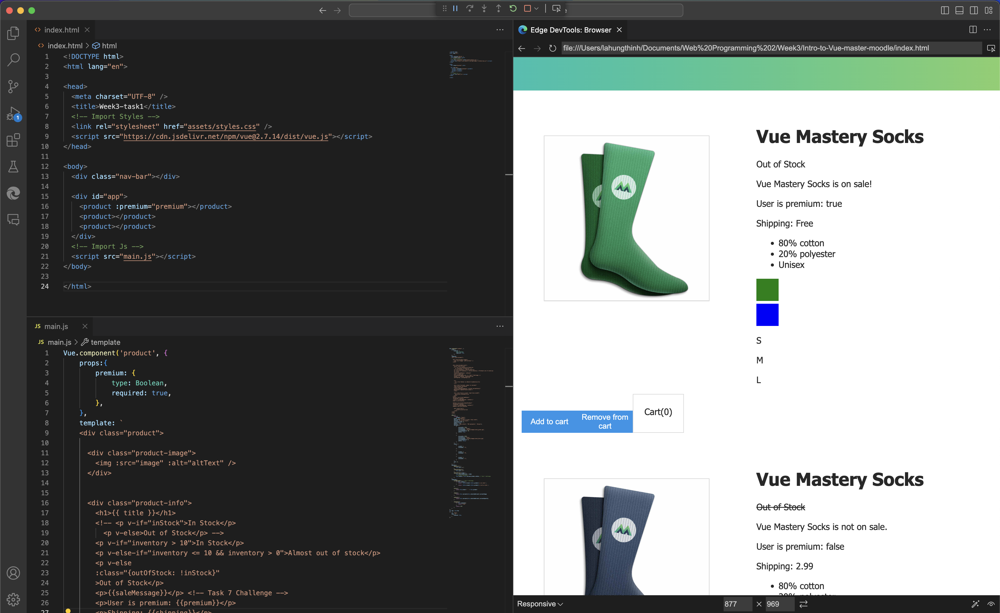 index.html
index.html > html
1 <!DOCTYPE html>
2 <html lang="en">
3
4 <head>
5 <meta charset="UTF-8" />
6 <title>Week3-task1</title>
7 <!-- Import Styles -->
8 <link rel="stylesheet" href="assets/styles.css" />
9 <script src="https://cdn.jsdelivr.net/npm/vue@2.7.14/dist/vue.js"></script>
10 </head>
11
12 <body>
13 <div class="nav-bar"></div>
14
15 <div id="app">
16 <product :premium="premium"></product>
17 <product></product>
18 <product></product>
19 </div>
20 <!-- Import Js -->
21 <script src="main.js"></script>
22 </body>
23
24 </html>
1
JS main.js
JS main.js > template
1 Vue.component('product', {
2 props:{
3 premium: {
4 type: Boolean,
5 required: true,
6 },
7 },
8 template: `
9 <div class="product">
10
11 <div class="product-image">
12 <img :src="image" :alt="altText" />
13 </div>
14
15
16 <div class="product-info">
17 <h1>{{ title }}</h1>
18 <!-- <p v-if="inStock">In Stock</p>
19 <p v-else>Out of Stock</p> -->
20 <p v-if="inventory > 10">In Stock</p>
21 <p v-else-if="inventory <= 10 && inventory > 0">Almost out of stock</p>
22 <p v-else
23 :class="{outOfStock: !inStock}"
24 >Out of Stock</p>
25 <p>{{saleMessage}}</p> <!-- Task 7 Challenge -->
26 <p>User is premium: {{premium}}</p>
27 <p>Shipping: {{shipping}}</p>
Edge DevTools: Browser
file:///Users/lahungthinh/Documents/Web%20Programming%202/Week3/Intro-to-Vue-master-moodle/index.html
Vue Mastery Socks
Out of Stock
Vue Mastery Socks is on sale!
User is premium: true
Shipping: Free
• 80% cotton
• 20% polyester
• Unisex
S
M
L
Add to cart
Remove from
cart
Cart(0)
Vue Mastery Socks
Out of Stock
Vue Mastery Socks is not on sale.
User is premium: false
Shipping: 2.99
• 80% cotton
20% polyester
Responsive
877 × 969